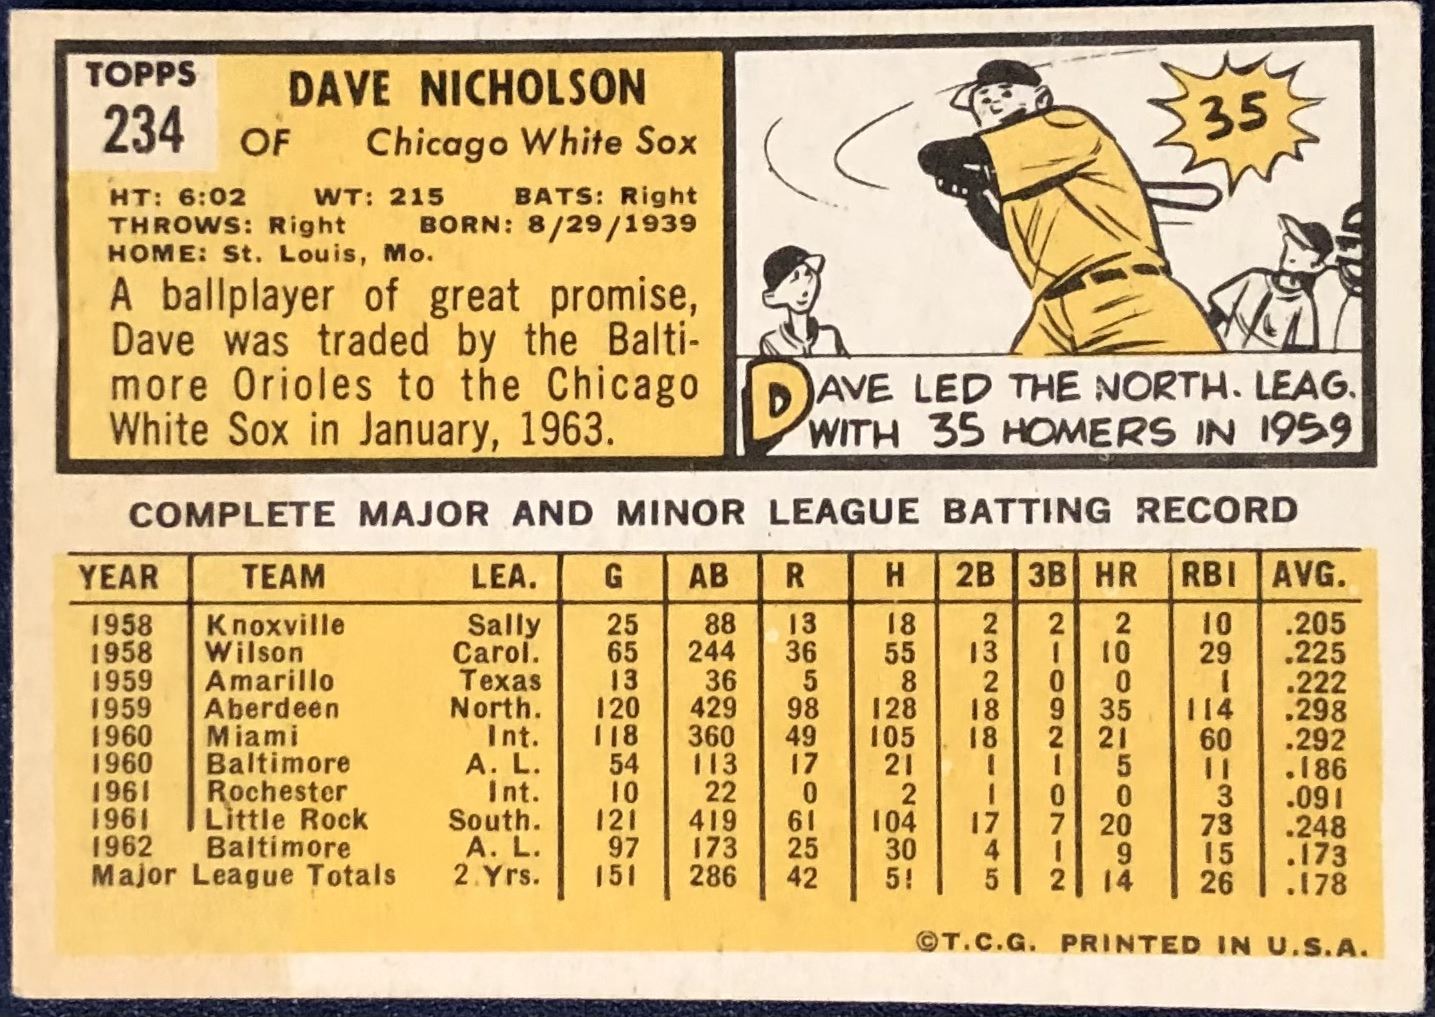 TOPPS
234
DAVE NICHOLSON
OF Chicago White Sox
HT: 6:02 WT: 215 BATS: Right
THROWS: Right BORN: 8/29/1939
HOME: St. Louis, Mo.
A ballplayer of great promise,
Dave was traded by the Balti-
more Orioles to the Chicago
White Sox in January, 1963.
35
DAVE LED THE NORTH. LEAG.
WITH 35 HOMERS IN 1959
COMPLETE MAJOR AND MINOR LEAGUE BATTING RECORD
YEAR TEAM LEA. G AB R H 2B 3B HR RBI AVG.
1958 Knoxville Sally 25 88 13 18 2 2 2 10 .205
1958 Wilson Carol. 65 244 36 55 13 1 10 29 .225
1959 Amarillo Texas 13 36 5 8 2 0 0 1 .222
1959 Aberdeen North. 120 429 98 128 18 9 35 114 .298
1960 Miami Int. 118 360 49 105 18 2 21 60 .292
1960 Baltimore A. L. 54 113 17 21 1 1 5 11 .186
1961 Rochester Int. 10 22 0 2 1 0 0 3 .091
1961 Little Rock South. 121 419 61 104 17 7 20 73 .248
1962 Baltimore A. L. 97 173 25 30 4 1 9 15 .173
Major League Totals 2 Yrs. 151 286 42 51 5 2 14 26 .178
©T.C.G. PRINTED IN U.S.A.